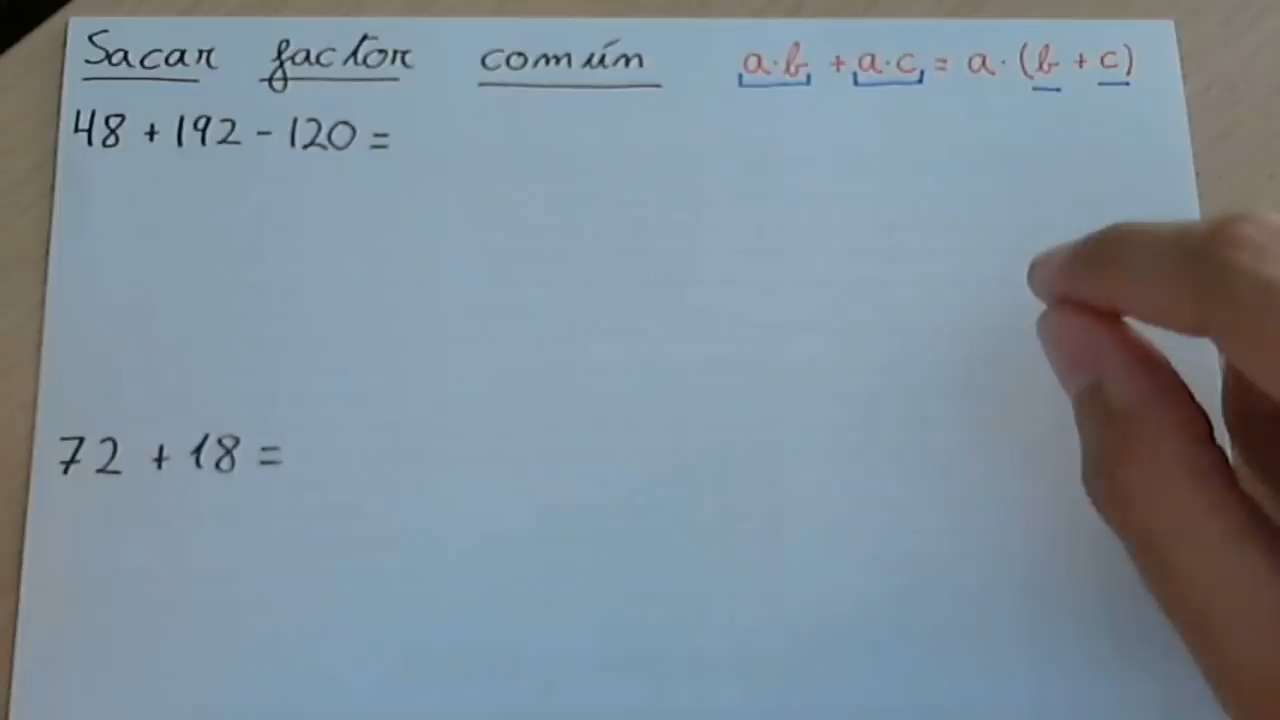 Sacar factor común a·b + a·c = a·(b + c)
48 + 192 - 120 =
72 + 18 =